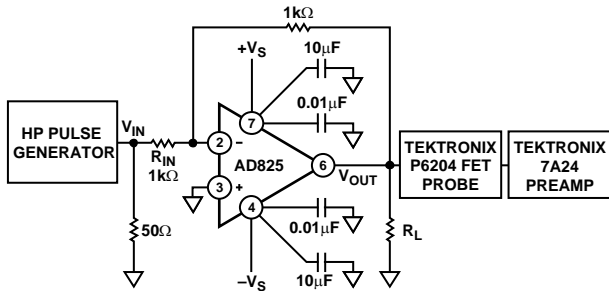 1kΩ
+VS
10µF
0.01µF
HP PULSE
GENERATOR
VIN
RIN
1kΩ
50Ω
2
–
3
+
7
AD825
4
6
VOUT
0.01µF
10µF
–VS
RL
TEKTRONIX
P6204 FET
PROBE
TEKTRONIX
7A24
PREAMP